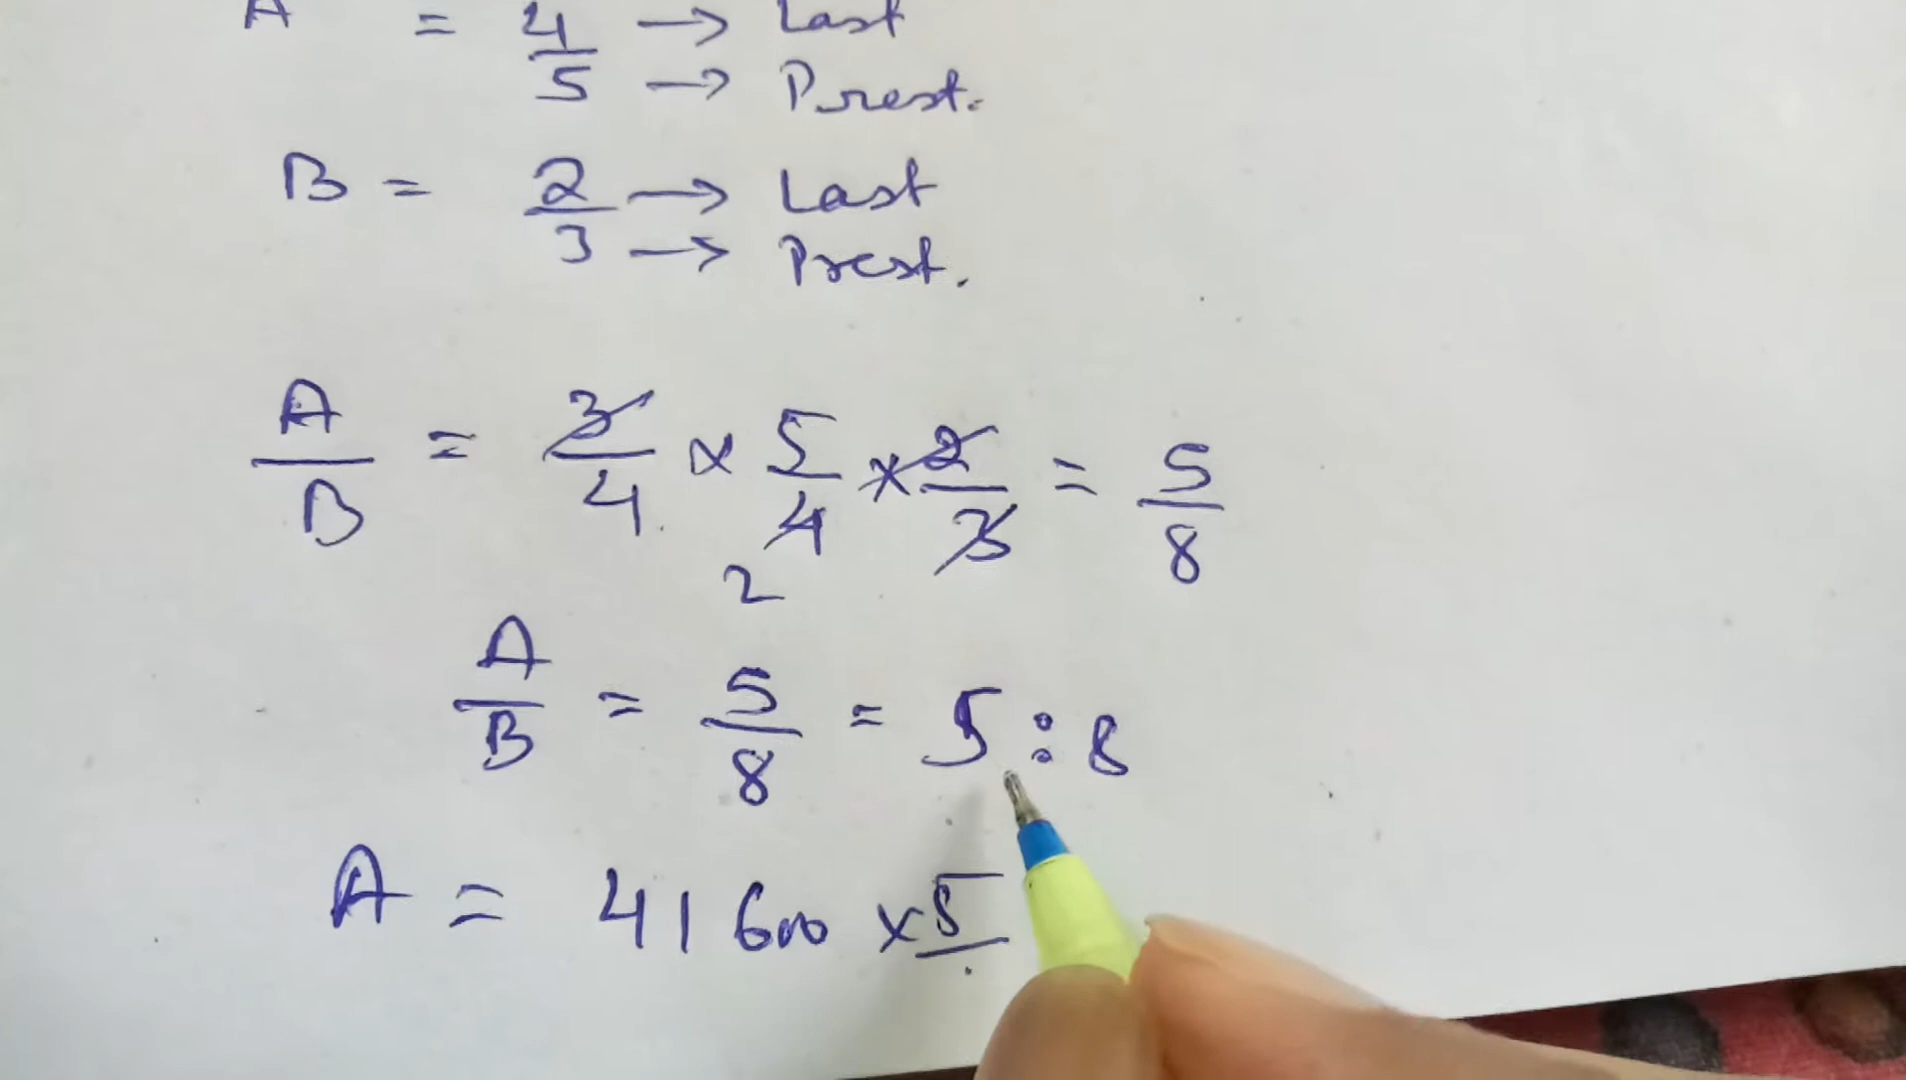 A = 4/5 → Last
→ Prest.
B = 2/3 → Last
→ Prest.
A/B = 3/4 × 5/4 × 2/3 = 5/8
2
A/B = 5/8 = 5 : 8
A = 41600 × 5